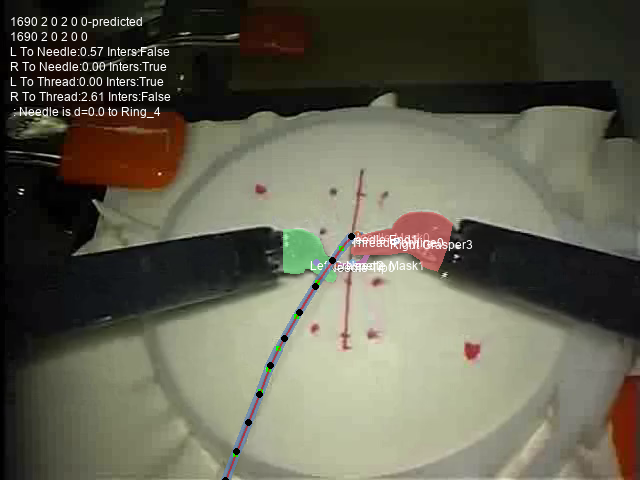 1690 2 0 2 0 0-predicted
1690 2 0 2 0 0
L To Needle:0.57 Inters:False
R To Needle:0.00 Inters:True
L To Thread:0.00 Inters:True
R To Thread:2.61 Inters:False
: Needle is d=0.0 to Ring_4
Right Grasper3